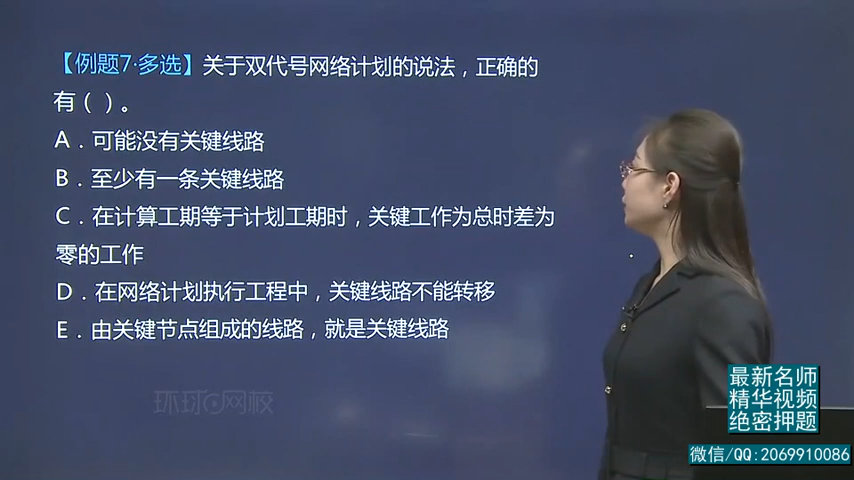 【例题7·多选】关于双代号网络计划的说法，正确的
有（ ）。
A．可能没有关键线路
B．至少有一条关键线路
C．在计算工期等于计划工期时，关键工作为总时差为
零的工作
D．在网络计划执行工程中，关键线路不能转移
E．由关键节点组成的线路，就是关键线路
环球网校
最新名师
精华视频
绝密押题
微信/QQ:2069910086